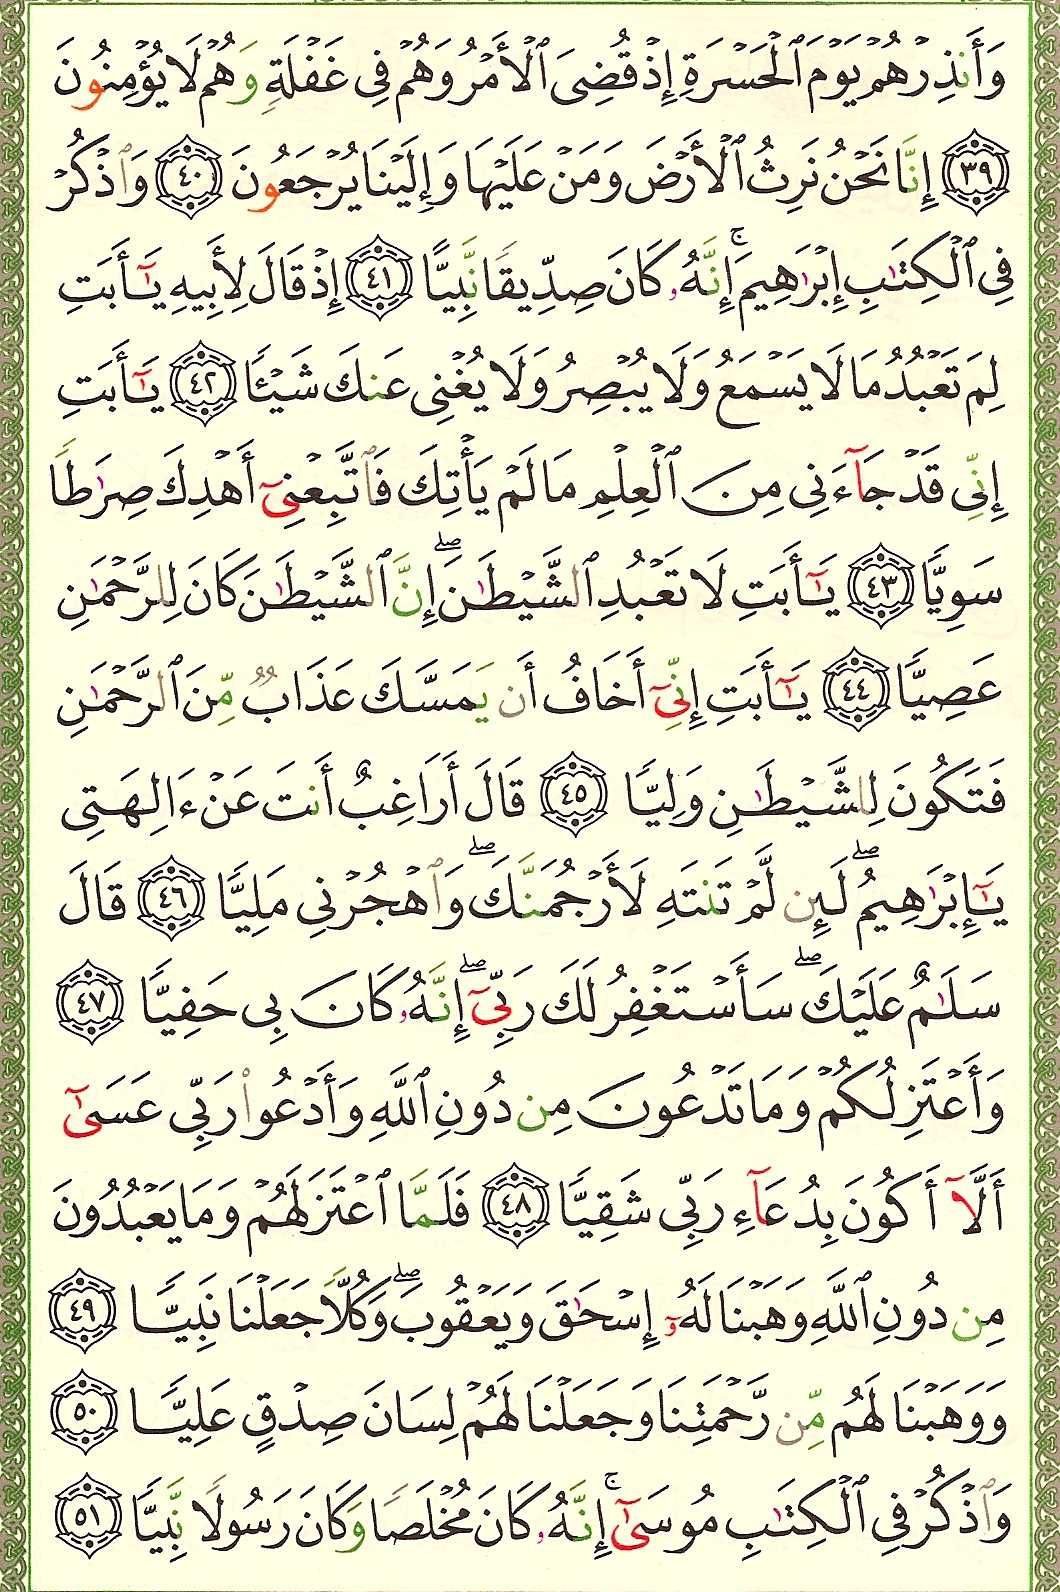 وَأَنذِرْهُمْ يَوْمَ ٱلْحَسْرَةِ إِذْ قُضِىَ ٱلْأَمْرُ وَهُمْ فِى غَفْلَةٍ وَهُمْ لَا يُؤْمِنُونَ
٣٩ إِنَّا نَحْنُ نَرِثُ ٱلْأَرْضَ وَمَنْ عَلَيْهَا وَإِلَيْنَا يُرْجَعُونَ ٤٠ وَٱذْكُرْ
فِى ٱلْكِتَٰبِ إِبْرَٰهِيمَ ۚ إِنَّهُۥ كَانَ صِدِّيقًا نَّبِيًّا ٤١ إِذْ قَالَ لِأَبِيهِ يَٰٓأَبَتِ
لِمَ تَعْبُدُ مَا لَا يَسْمَعُ وَلَا يُبْصِرُ وَلَا يُغْنِى عَنكَ شَيْـًٔا ٤٢ يَٰٓأَبَتِ
إِنِّى قَدْ جَآءَنِى مِنَ ٱلْعِلْمِ مَا لَمْ يَأْتِكَ فَٱتَّبِعْنِىٓ أَهْدِكَ صِرَٰطًا
سَوِيًّا ٤٣ يَٰٓأَبَتِ لَا تَعْبُدِ ٱلشَّيْطَٰنَ ۖ إِنَّ ٱلشَّيْطَٰنَ كَانَ لِلرَّحْمَٰنِ
عَصِيًّا ٤٤ يَٰٓأَبَتِ إِنِّىٓ أَخَافُ أَن يَمَسَّكَ عَذَابٌ مِّنَ ٱلرَّحْمَٰنِ
فَتَكُونَ لِلشَّيْطَٰنِ وَلِيًّا ٤٥ قَالَ أَرَاغِبٌ أَنتَ عَنْ ءَالِهَتِى
يَٰٓإِبْرَٰهِيمُ ۖ لَئِن لَّمْ تَنتَهِ لَأَرْجُمَنَّكَ ۖ وَٱهْجُرْنِى مَلِيًّا ٤٦ قَالَ
سَلَٰمٌ عَلَيْكَ ۖ سَأَسْتَغْفِرُ لَكَ رَبِّىٓ ۖ إِنَّهُۥ كَانَ بِى حَفِيًّا ٤٧
وَأَعْتَزِلُكُمْ وَمَا تَدْعُونَ مِن دُونِ ٱللَّهِ وَأَدْعُوا۟ رَبِّى عَسَىٰٓ
أَلَّآ أَكُونَ بِدُعَآءِ رَبِّى شَقِيًّا ٤٨ فَلَمَّا ٱعْتَزَلَهُمْ وَمَا يَعْبُدُونَ
مِن دُونِ ٱللَّهِ وَهَبْنَا لَهُۥٓ إِسْحَٰقَ وَيَعْقُوبَ ۖ وَكُلًّا جَعَلْنَا نَبِيًّا ٤٩
وَوَهَبْنَا لَهُم مِّن رَّحْمَتِنَا وَجَعَلْنَا لَهُمْ لِسَانَ صِدْقٍ عَلِيًّا ٥٠
وَٱذْكُرْ فِى ٱلْكِتَٰبِ مُوسَىٰٓ ۚ إِنَّهُۥ كَانَ مُخْلَصًا وَكَانَ رَسُولًا نَّبِيًّا ٥١